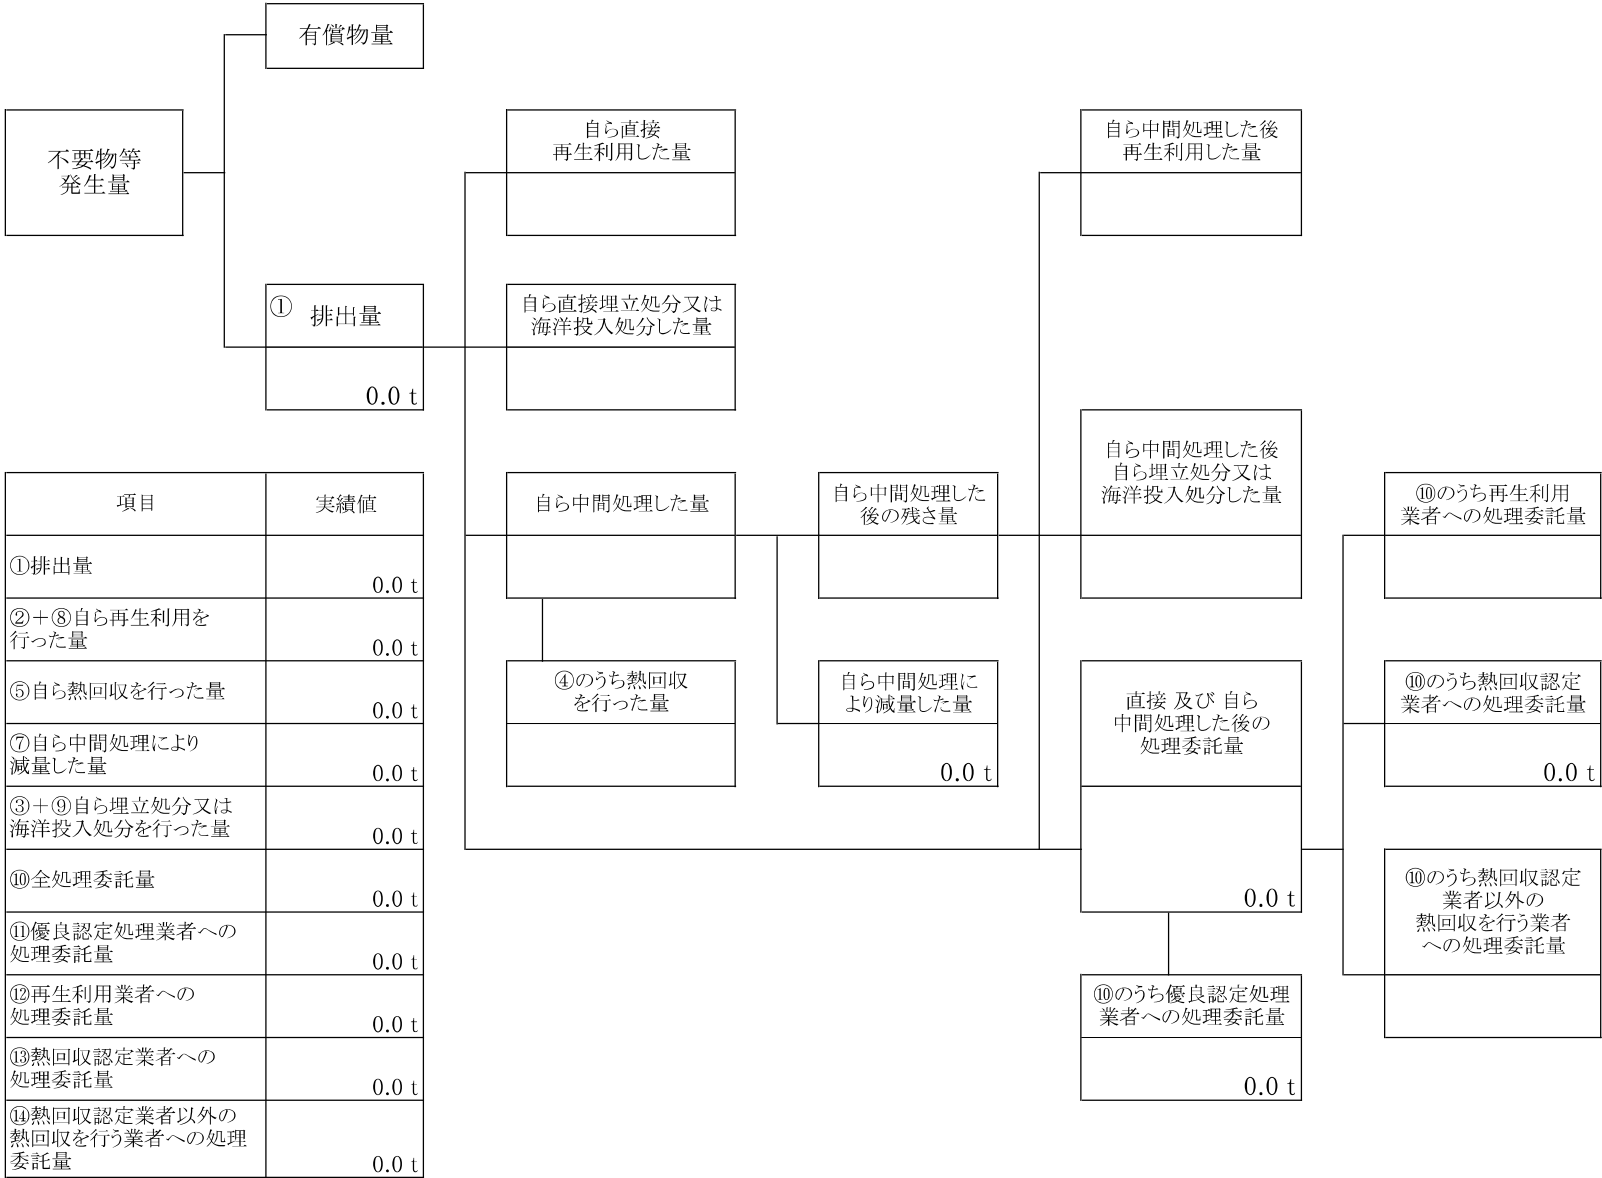 有償物量
不要物等
発生量
自ら直接
再生利用した量
自ら中間処理した後
再生利用した量
①
排出量
0.0 t
自ら直接埋立処分又は
海洋投入処分した量
自ら中間処理した量
自ら中間処理した
後の残さ量
自ら中間処理した後
自ら埋立処分又は
海洋投入処分した量
⑩のうち再生利用
業者への処理委託量
④のうち熱回収
を行った量
自ら中間処理に
より減量した量
0.0 t
直接 及び 自ら
中間処理した後の
処理委託量
0.0 t
⑩のうち熱回収認定
業者への処理委託量
0.0 t
⑩のうち熱回収認定
業者以外の
熱回収を行う業者
への処理委託量
⑩のうち優良認定処理
業者への処理委託量
0.0 t
項目
実績値
①排出量
0.0 t
②＋⑧自ら再生利用を
行った量
0.0 t
⑤自ら熱回収を行った量
0.0 t
⑦自ら中間処理により
減量した量
0.0 t
③＋⑨自ら埋立処分又は
海洋投入処分を行った量
0.0 t
⑩全処理委託量
0.0 t
⑪優良認定処理業者への
処理委託量
0.0 t
⑫再生利用業者への
処理委託量
0.0 t
⑬熱回収認定業者への
処理委託量
0.0 t
⑭熱回収認定業者以外の
熱回収を行う業者への処理
委託量
0.0 t